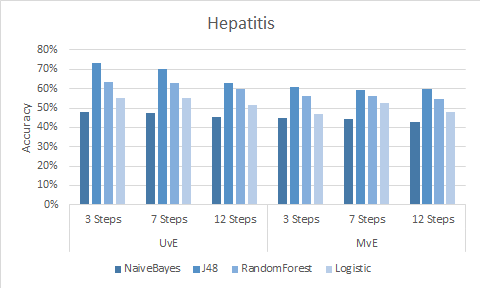 Hepatitis
80%
70%
60%
50%
40%
30%
20%
10%
0%
Accuracy
3 Steps 7 Steps 12 Steps 3 Steps 7 Steps 12 Steps
UvE MvE
NaiveBayes J48 RandomForest Logistic